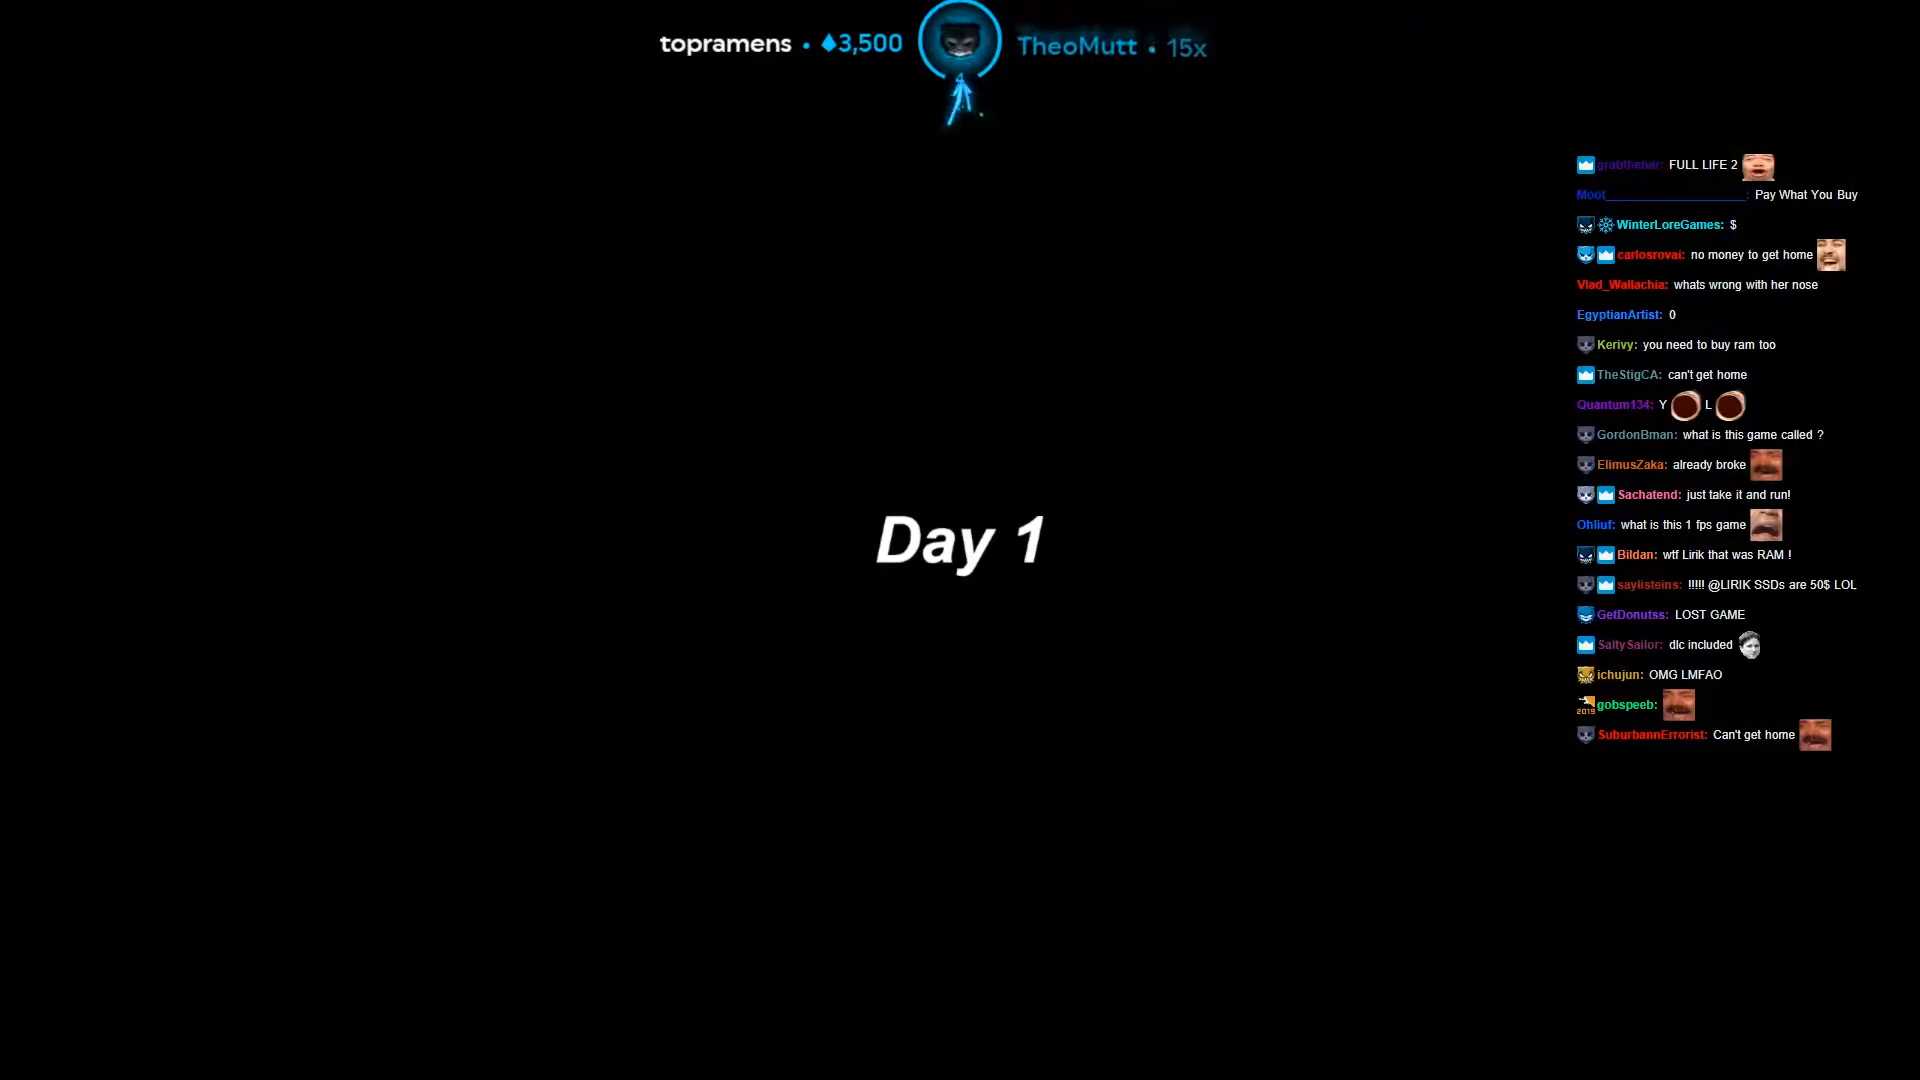 topramens • 3,500
TheoMutt • 15x
grabthebar: FULL LIFE 2
Moot____________________: Pay What You Buy
WinterLoreGames: $
carlosrovai: no money to get home
Vlad_Wallachia: whats wrong with her nose
EgyptianArtist: 0
Kerivy: you need to buy ram too
TheStigCA: can't get home
Quantum134: Y L
GordonBman: what is this game called ?
ElimusZaka: already broke
Sachatend: just take it and run!
Ohliuf: what is this 1 fps game
Day 1
Bildan: wtf Lirik that was RAM !
saylisteins: !!!!! @LIRIK SSDs are 50$ LOL
GetDonutss: LOST GAME
SaltySailor: dlc included
ichujun: OMG LMFAO
2019 gobspeeb:
SuburbannErrorist: Can't get home